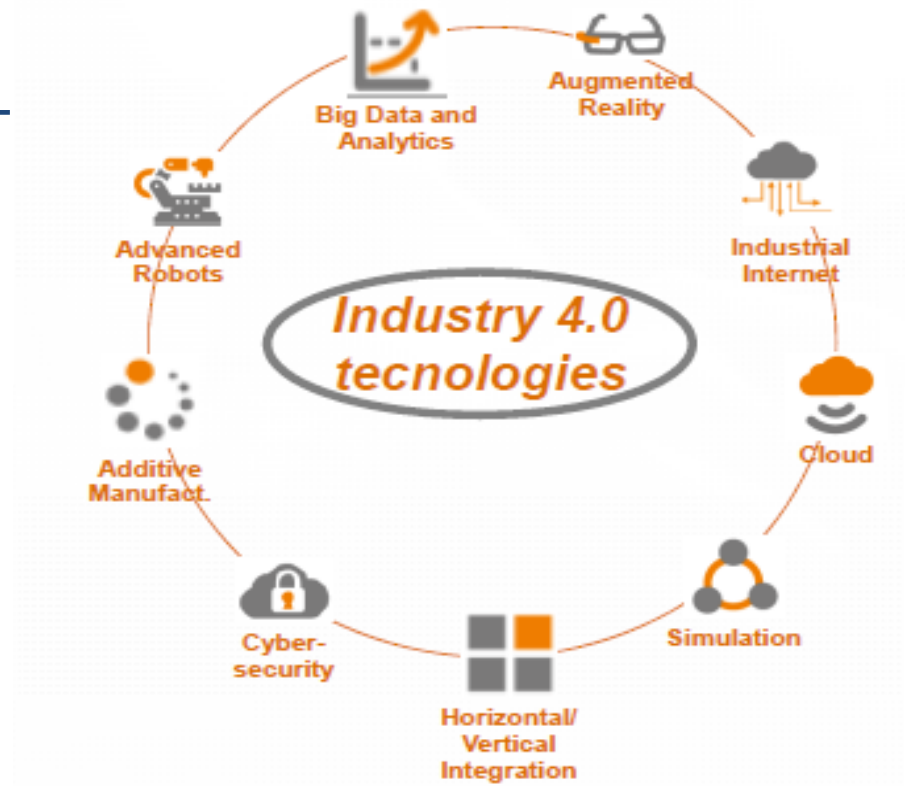 Augmented
Reality
Big Data and
Analytics
Advanced
Robots
Industrial
Internet
Industry 4.0
tecnologies
Additive
Manufact.
Cloud
Cyber-
security
Simulation
Horizontal/
Vertical
Integration